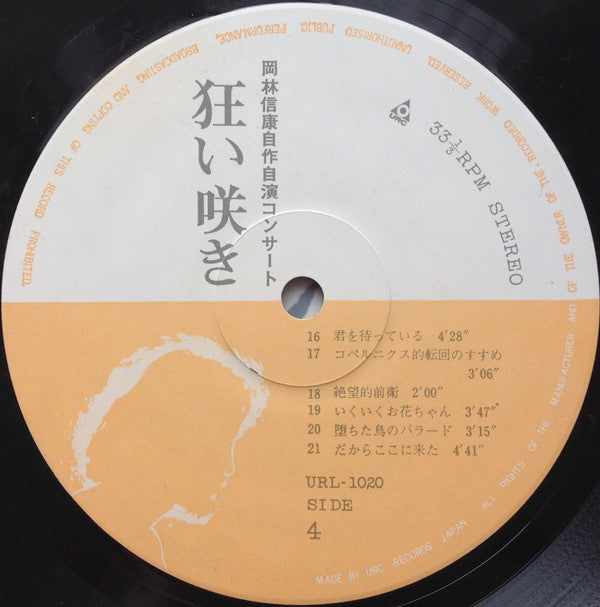 岡林信康自作自演コンサート
狂い咲き
URC
33 1/3 RPM STEREO
16 君を待っている 4'28"
17 コペルニクス的転回のすすめ
3'06"
18 絶望的前衛 2'00"
19 いくいくお花ちゃん 3'47"
20 堕ちた鳥のバラード 3'15"
21 だからここに来た 4'41"
URL-1020
SIDE
4
MADE BY URC RECORDS JAPAN ALL RIGHTS OF THE MANUFACTURER AND OF THE OWNER OF THE RECORDED WORK RESERVED. UNAUTHORISED PUBLIC PERFORMANCE, BROADCASTING AND COPYING OF THIS RECORD PROHIBITED.